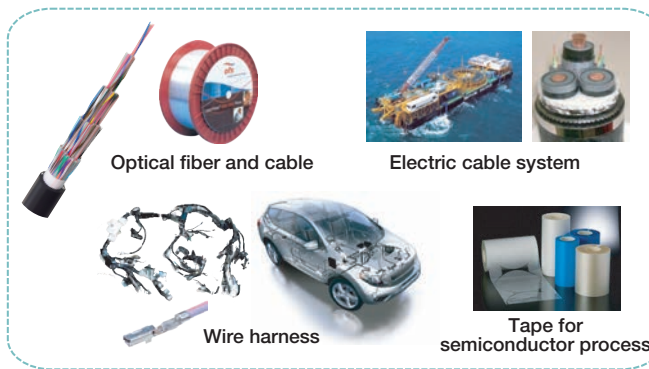 Optical fiber and cable
Electric cable system
Wire harness
Tape for
semiconductor process